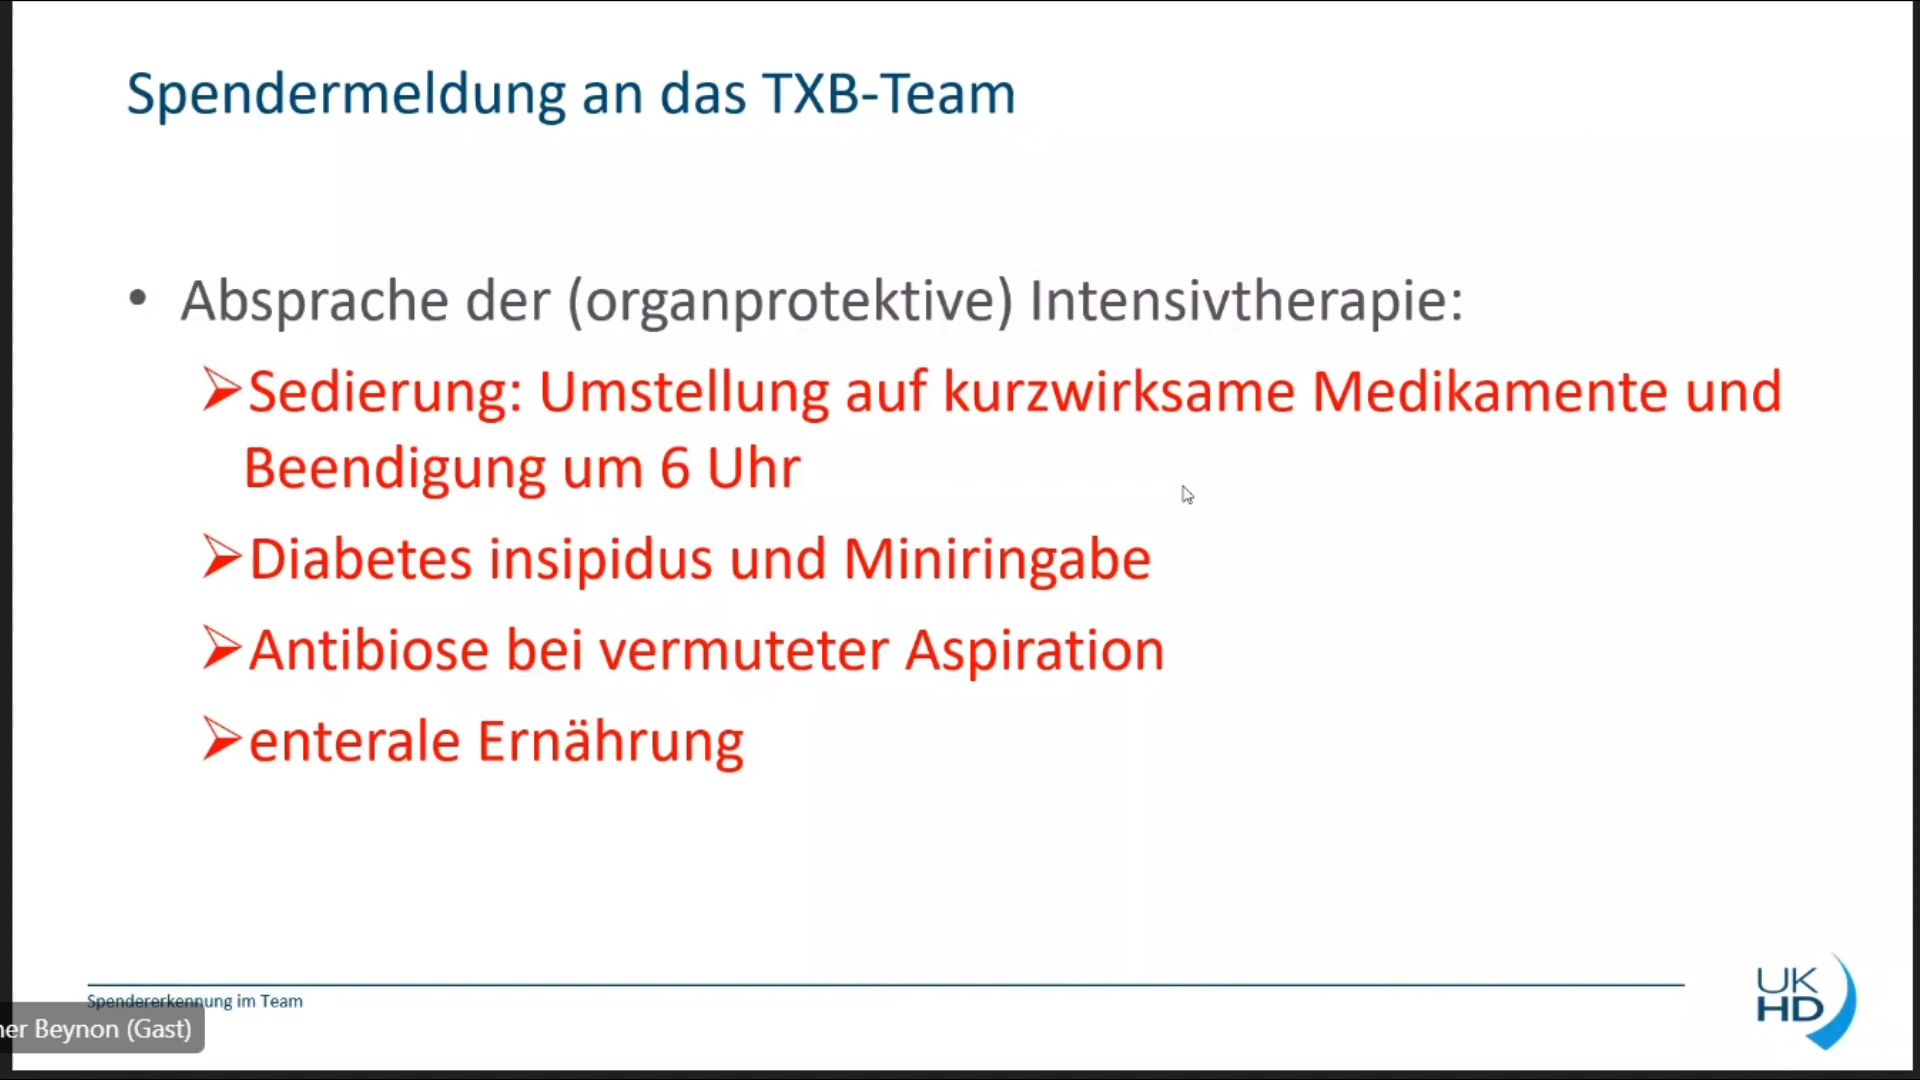 Spendermeldung an das TXB-Team
• Absprache der (organprotektive) Intensivtherapie:
➢Sedierung: Umstellung auf kurzwirksame Medikamente und
Beendigung um 6 Uhr
➢Diabetes insipidus und Miniringabe
➢Antibiose bei vermuteter Aspiration
➢enterale Ernährung
Spendererkennung im Team
Beynon (Gast)
UK
HD